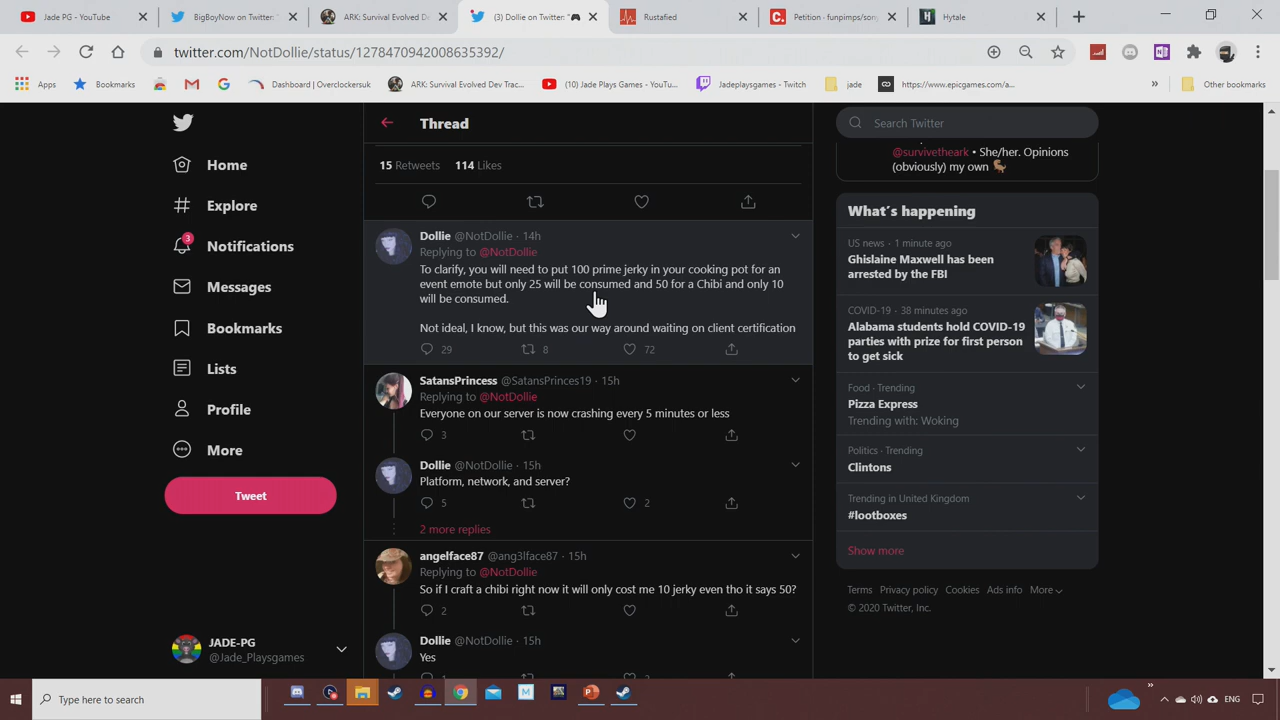 Jade PG - YouTube
BigBoyNow on Twitter: "
ARK: Survival Evolved De
(3) Dollie on Twitter: "🎮
Rustafied
Petition · funpimps/sony
Hytale
twitter.com/NotDollie/status/1278470942008635392/
Apps
Bookmarks
Dashboard | Overclockersuk
ARK: Survival Evolved Dev Trac...
(10) Jade Plays Games - YouTu...
Jadeplaysgames - Twitch
jade
https://www.epicgames.com/a...
»
Other bookmarks
Home
Explore
3
Notifications
Messages
Bookmarks
Lists
Profile
More
Tweet
JADE-PG
@Jade_Playsgames
Thread
15 Retweets 114 Likes
Dollie @NotDollie · 14h
Replying to @NotDollie
To clarify, you will need to put 100 prime jerky in your cooking pot for an
event emote but only 25 will be consumed and 50 for a Chibi and only 10
will be consumed.
Not ideal, I know, but this was our way around waiting on client certification
29 8 72
SatansPrincess @SatansPrinces19 · 15h
Replying to @NotDollie
Everyone on our server is now crashing every 5 minutes or less
3
Dollie @NotDollie · 15h
Platform, network, and server?
5 2
2 more replies
angelface87 @ang3lface87 · 15h
Replying to @NotDollie
So if I craft a chibi right now it will only cost me 10 jerky even tho it says 50?
2
Dollie @NotDollie · 15h
Yes
Search Twitter
@survivetheark • She/her. Opinions
(obviously) my own 🦖
What's happening
US news · 1 minute ago
Ghislaine Maxwell has been
arrested by the FBI
COVID-19 · 38 minutes ago
Alabama students hold COVID-19
parties with prize for first person
to get sick
Food · Trending
Pizza Express
Trending with: Woking
Politics · Trending
Clintons
Trending in United Kingdom
#lootboxes
Show more
Terms Privacy policy Cookies Ads info More
© 2020 Twitter, Inc.
Type here to search
»
ENG